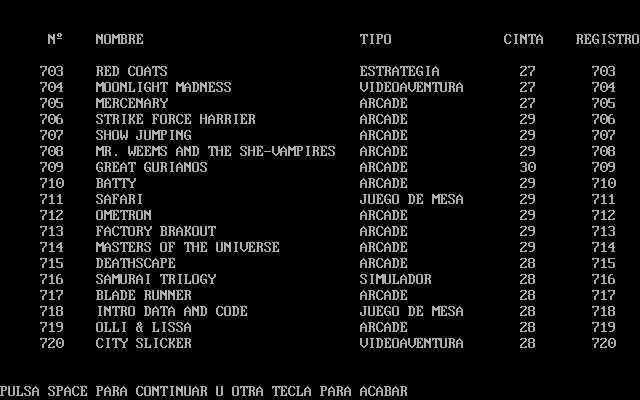 Nº NOMBRE TIPO CINTA REGISTRO
703 RED COATS ESTRATEGIA 27 703
704 MOONLIGHT MADNESS VIDEOAVENTURA 27 704
705 MERCENARY ARCADE 27 705
706 STRIKE FORCE HARRIER ARCADE 29 706
707 SHOW JUMPING ARCADE 29 707
708 MR. WEEMS AND THE SHE-VAMPIRES ARCADE 29 708
709 GREAT GURIANOS ARCADE 30 709
710 BATTY ARCADE 29 710
711 SAFARI JUEGO DE MESA 29 711
712 OMETRON ARCADE 29 712
713 FACTORY BRAKOUT ARCADE 29 713
714 MASTERS OF THE UNIVERSE ARCADE 29 714
715 DEATHSCAPE ARCADE 28 715
716 SAMURAI TRILOGY SIMULADOR 28 716
717 BLADE RUNNER ARCADE 28 717
718 INTRO DATA AND CODE JUEGO DE MESA 28 718
719 OLLI & LISSA ARCADE 28 719
720 CITY SLICKER VIDEOAVENTURA 28 720
PULSA SPACE PARA CONTINUAR U OTRA TECLA PARA ACABAR